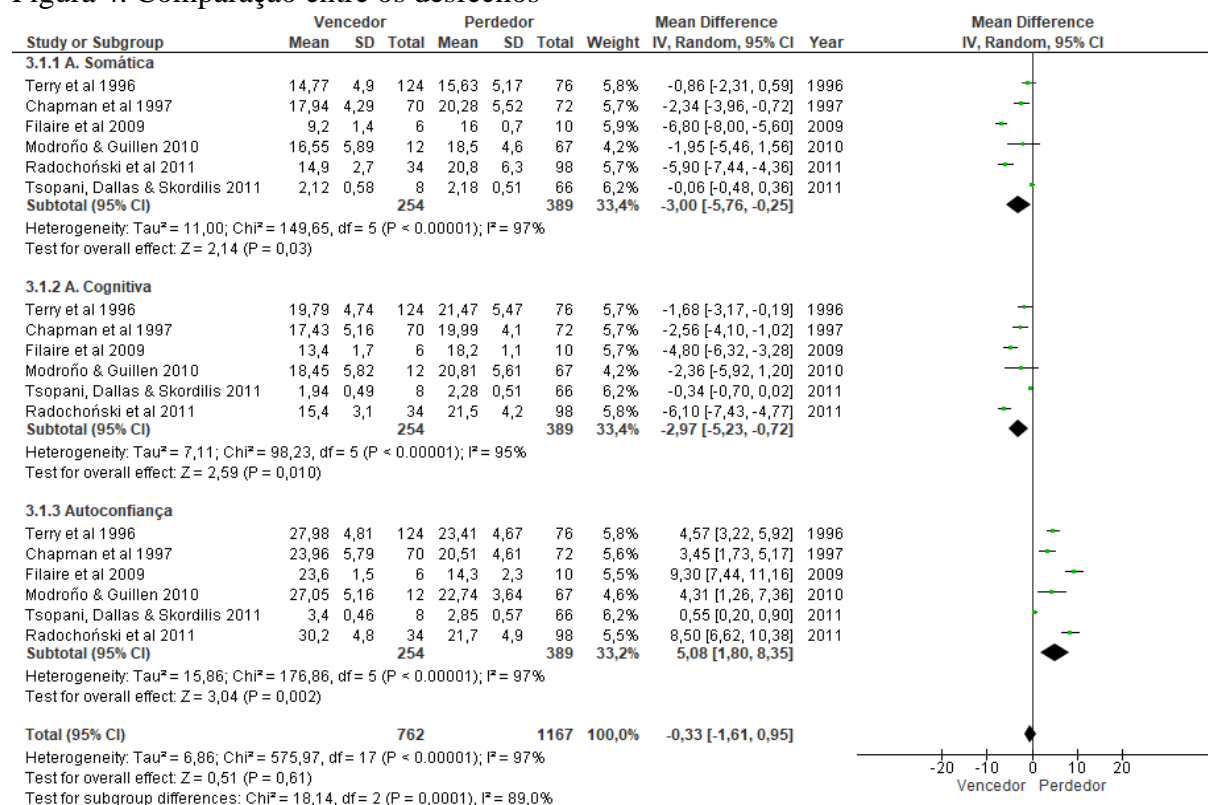 Figura 4. Comparação entre os desfechos
Vencedor Perdedor Mean Difference Mean Difference
Study or Subgroup Mean SD Total Mean SD Total Weight IV, Random, 95% CI Year IV, Random, 95% CI
3.1.1 A. Somática
Terry et al 1996 14,77 4,9 124 15,63 5,17 76 5,8% -0,86 [-2,31, 0,59] 1996
Chapman et al 1997 17,94 4,29 70 20,28 5,52 72 5,7% -2,34 [-3,96, -0,72] 1997
Filaire et al 2009 9,2 1,4 6 16 0,7 10 5,9% -6,80 [-8,00, -5,60] 2009
Modroño & Guillen 2010 16,55 5,89 12 18,5 4,6 67 4,2% -1,95 [-5,46, 1,56] 2010
Radochoński et al 2011 14,9 2,7 34 20,8 6,3 98 5,7% -5,90 [-7,44, -4,36] 2011
Tsopani, Dallas & Skordilis 2011 2,12 0,58 8 2,18 0,51 66 6,2% -0,06 [-0,48, 0,36] 2011
Subtotal (95% CI) 254 389 33,4% -3,00 [-5,76, -0,25]
Heterogeneity: Tau² = 11,00; Chi² = 149,65, df = 5 (P < 0.00001); I² = 97%
Test for overall effect: Z = 2,14 (P = 0,03)
3.1.2 A. Cognitiva
Terry et al 1996 19,79 4,74 124 21,47 5,47 76 5,7% -1,68 [-3,17, -0,19] 1996
Chapman et al 1997 17,43 5,16 70 19,99 4,1 72 5,7% -2,56 [-4,10, -1,02] 1997
Filaire et al 2009 13,4 1,7 6 18,2 1,1 10 5,7% -4,80 [-6,32, -3,28] 2009
Modroño & Guillen 2010 18,45 5,82 12 20,81 5,61 67 4,2% -2,36 [-5,92, 1,20] 2010
Tsopani, Dallas & Skordilis 2011 1,94 0,49 8 2,28 0,51 66 6,2% -0,34 [-0,70, 0,02] 2011
Radochoński et al 2011 15,4 3,1 34 21,5 4,2 98 5,8% -6,10 [-7,43, -4,77] 2011
Subtotal (95% CI) 254 389 33,4% -2,97 [-5,23, -0,72]
Heterogeneity: Tau² = 7,11; Chi² = 98,23, df = 5 (P < 0.00001); I² = 95%
Test for overall effect: Z = 2,59 (P = 0,010)
3.1.3 Autoconfiança
Terry et al 1996 27,98 4,81 124 23,41 4,67 76 5,8% 4,57 [3,22, 5,92] 1996
Chapman et al 1997 23,96 5,79 70 20,51 4,61 72 5,6% 3,45 [1,73, 5,17] 1997
Filaire et al 2009 23,6 1,5 6 14,3 2,3 10 5,5% 9,30 [7,44, 11,16] 2009
Modroño & Guillen 2010 27,05 5,16 12 22,74 3,64 67 4,6% 4,31 [1,26, 7,36] 2010
Tsopani, Dallas & Skordilis 2011 3,4 0,46 8 2,85 0,57 66 6,2% 0,55 [0,20, 0,90] 2011
Radochoński et al 2011 30,2 4,8 34 21,7 4,9 98 5,5% 8,50 [6,62, 10,38] 2011
Subtotal (95% CI) 254 389 33,2% 5,08 [1,80, 8,35]
Heterogeneity: Tau² = 15,86; Chi² = 176,86, df = 5 (P < 0.00001); I² = 97%
Test for overall effect: Z = 3,04 (P = 0,002)
Total (95% CI) 762 1167 100,0% -0,33 [-1,61, 0,95]
Heterogeneity: Tau² = 6,86; Chi² = 575,97, df = 17 (P < 0.00001); I² = 97%
Test for overall effect: Z = 0,51 (P = 0,61)
Test for subgroup differences: Chi² = 18,14, df = 2 (P = 0,0001), I² = 89,0%
-20 -10 0 10 20
Vencedor Perdedor